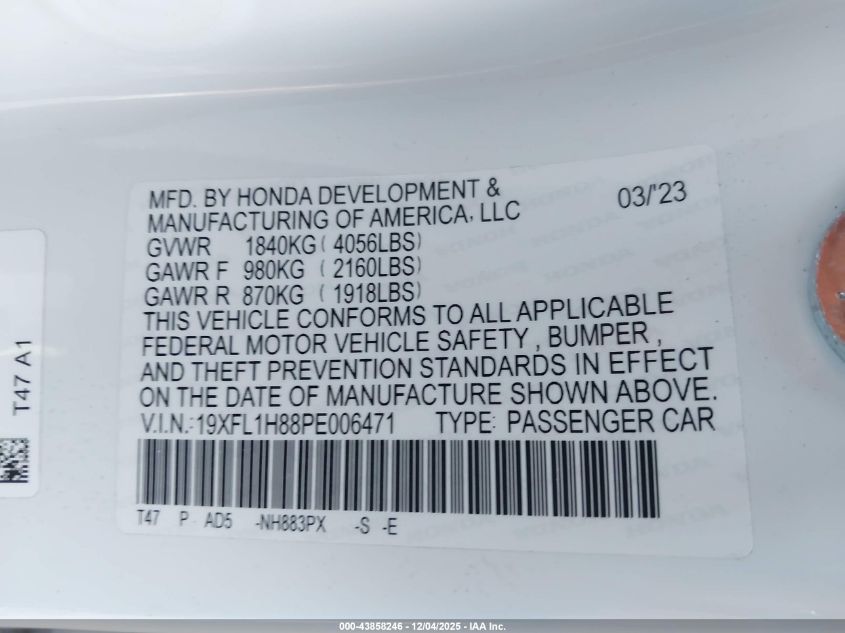 MFD. BY HONDA DEVELOPMENT &
MANUFACTURING OF AMERICA, LLC
03/'23
GVWR 1840KG ( 4056LBS)
GAWR F 980KG ( 2160LBS)
GAWR R 870KG ( 1918LBS)
THIS VEHICLE CONFORMS TO ALL APPLICABLE
FEDERAL MOTOR VEHICLE SAFETY , BUMPER ,
AND THEFT PREVENTION STANDARDS IN EFFECT
ON THE DATE OF MANUFACTURE SHOWN ABOVE.
V.I.N.:19XFL1H88PE006471 TYPE: PASSENGER CAR
T47 P AD5 -NH883PX -S -E
T47 A1
000-43858246 - 12/04/2025 - IAA Inc.